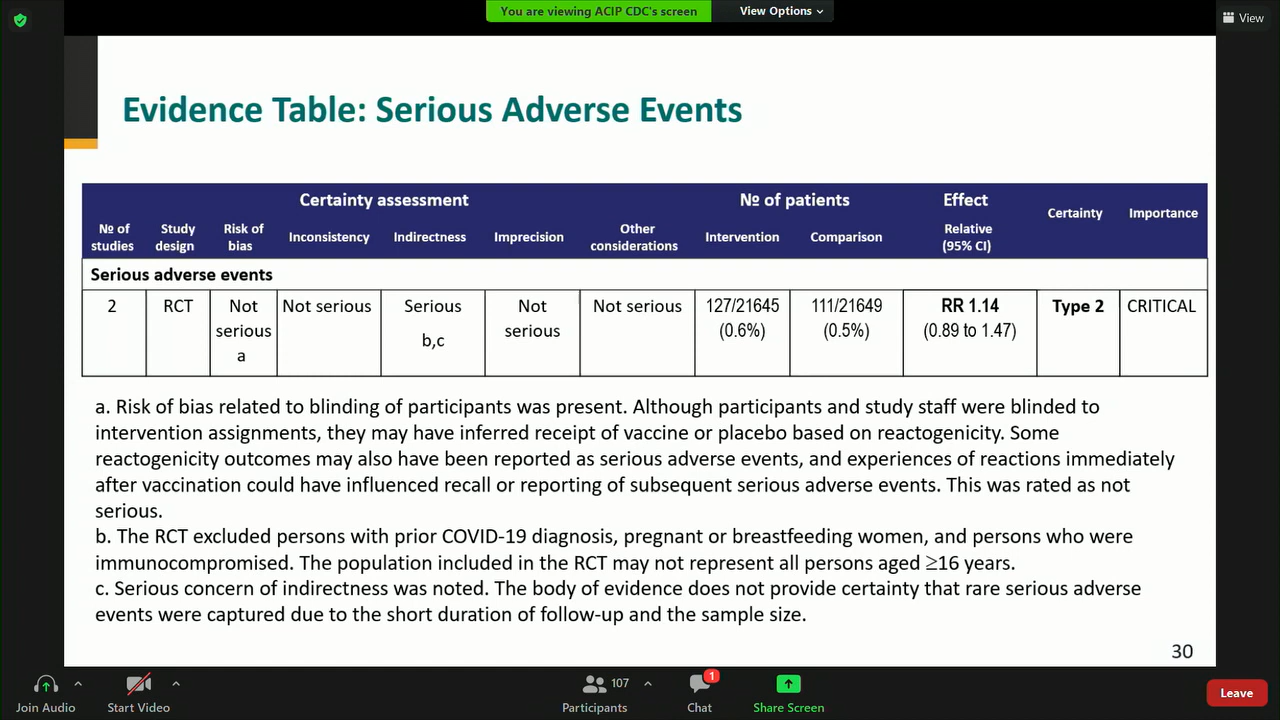 You are viewing ACIP CDC's screen
View Options
View
Evidence Table: Serious Adverse Events
Certainty assessment
№ of patients
Effect
Certainty
Importance
№ of studies
Study design
Risk of bias
Inconsistency
Indirectness
Imprecision
Other considerations
Intervention
Comparison
Relative (95% CI)
Serious adverse events
2
RCT
Not serious a
Not serious
Serious b,c
Not serious
Not serious
127/21645 (0.6%)
111/21649 (0.5%)
RR 1.14 (0.89 to 1.47)
Type 2
CRITICAL
a. Risk of bias related to blinding of participants was present. Although participants and study staff were blinded to
intervention assignments, they may have inferred receipt of vaccine or placebo based on reactogenicity. Some
reactogenicity outcomes may also have been reported as serious adverse events, and experiences of reactions immediately
after vaccination could have influenced recall or reporting of subsequent serious adverse events. This was rated as not
serious.
b. The RCT excluded persons with prior COVID-19 diagnosis, pregnant or breastfeeding women, and persons who were
immunocompromised. The population included in the RCT may not represent all persons aged ≥16 years.
c. Serious concern of indirectness was noted. The body of evidence does not provide certainty that rare serious adverse
events were captured due to the short duration of follow-up and the sample size.
30
Join Audio
Start Video
107
Participants
1
Chat
Share Screen
Leave